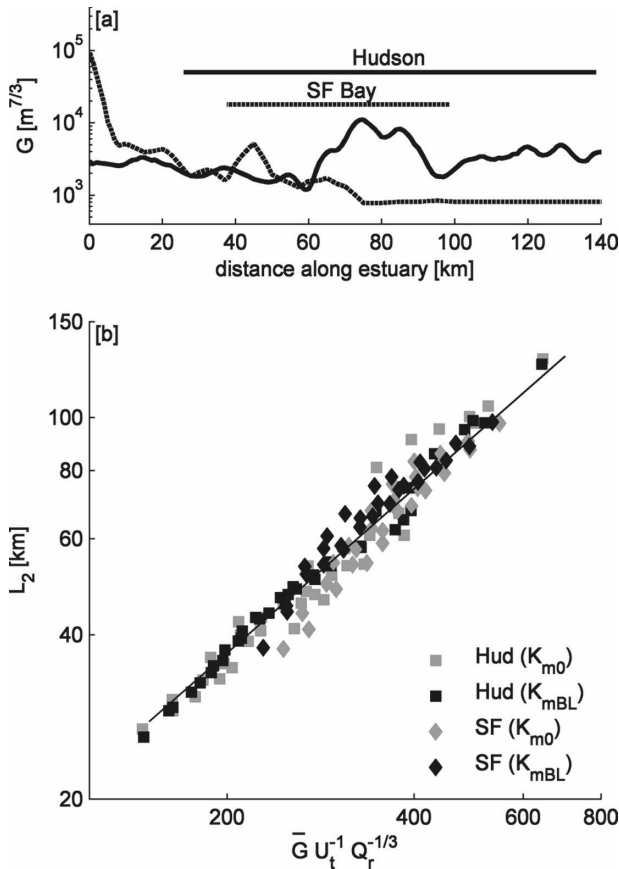 [a]
10^5
10^4
10^3
G [m^7/3]
Hudson
SF Bay
0 20 40 60 80 100 120 140
distance along estuary [km]
[b]
150
100
80
60
40
20
L_2 [km]
Hud (K_m0)
Hud (K_mBL)
SF (K_m0)
SF (K_mBL)
200 400 600 800
G̅ U_t^-1 Q_r^-1/3